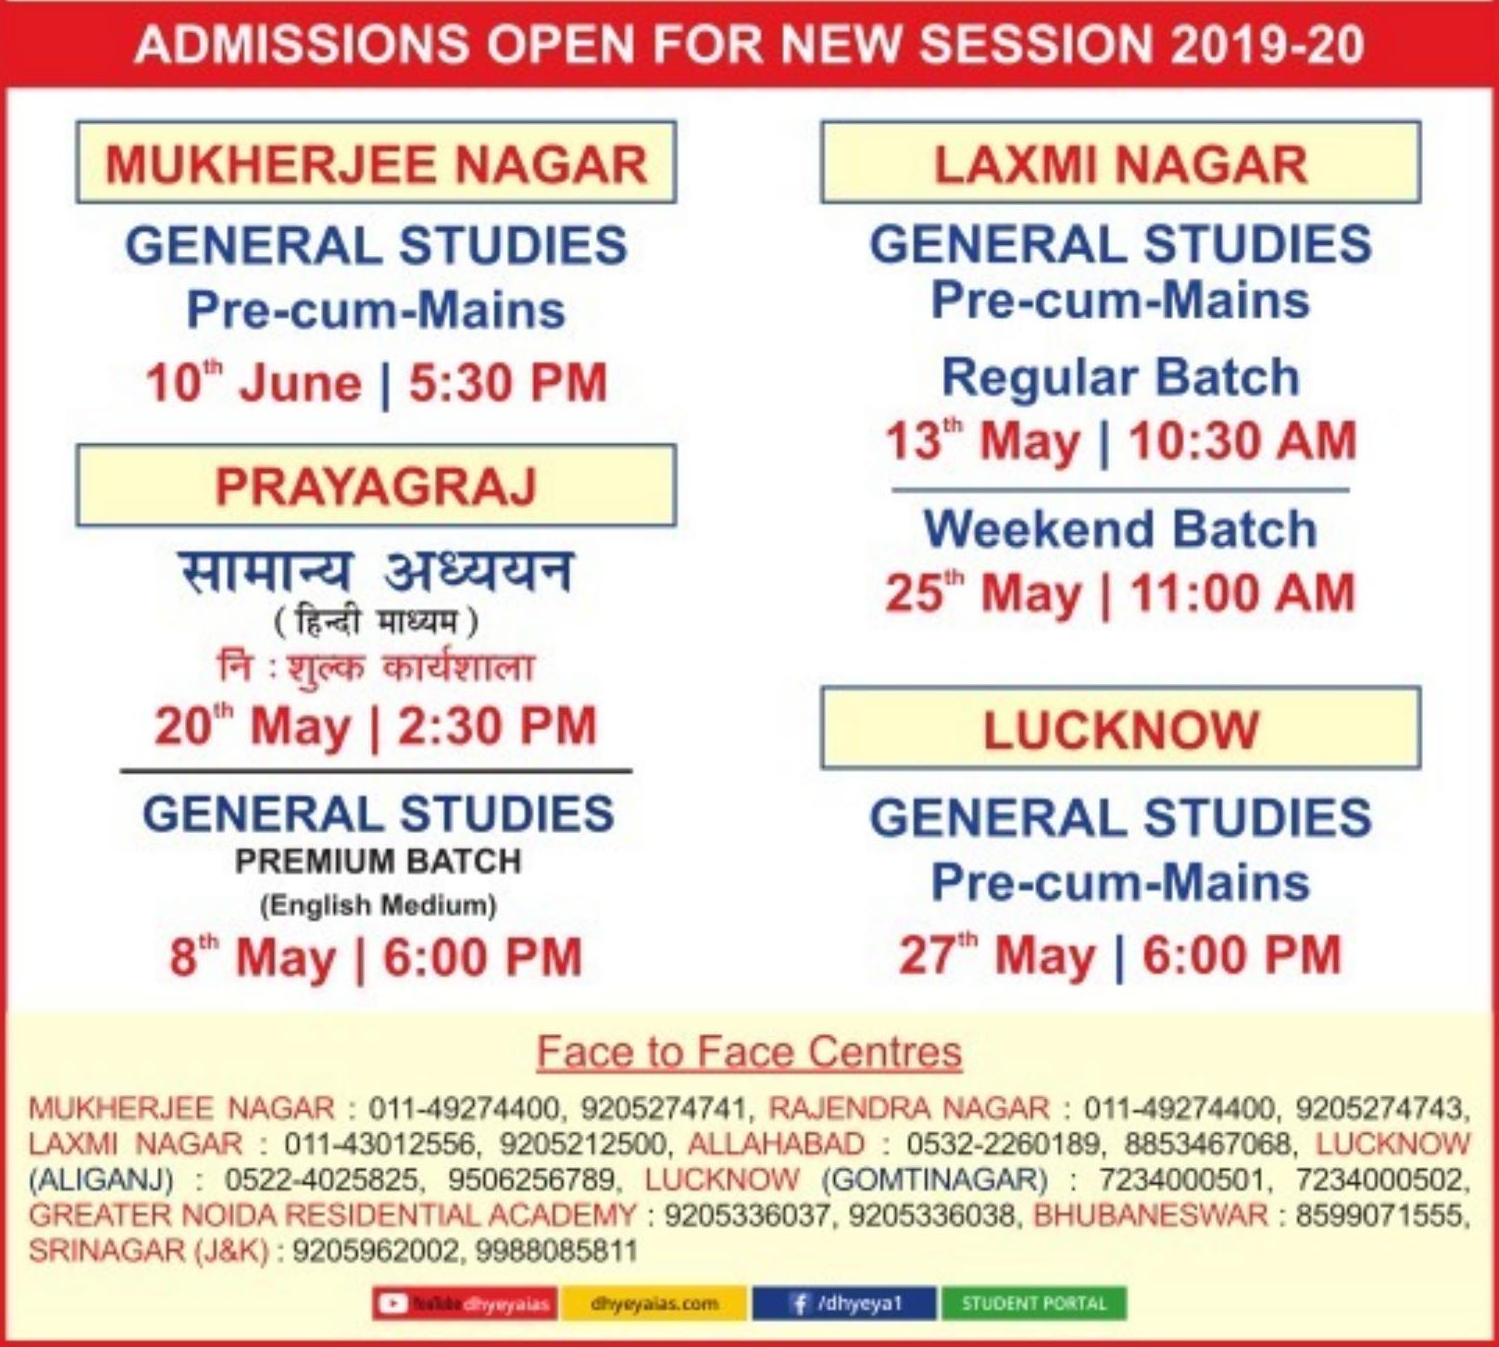 ADMISSIONS OPEN FOR NEW SESSION 2019-20
MUKHERJEE NAGAR
GENERAL STUDIES
Pre-cum-Mains
10th June | 5:30 PM
PRAYAGRAJ
सामान्य अध्ययन
( हिन्दी माध्यम )
नि : शुल्क कार्यशाला
20th May | 2:30 PM
GENERAL STUDIES
PREMIUM BATCH
(English Medium)
8th May | 6:00 PM
LAXMI NAGAR
GENERAL STUDIES
Pre-cum-Mains
Regular Batch
13th May | 10:30 AM
Weekend Batch
25th May | 11:00 AM
LUCKNOW
GENERAL STUDIES
Pre-cum-Mains
27th May | 6:00 PM
Face to Face Centres
MUKHERJEE NAGAR : 011-49274400, 9205274741, RAJENDRA NAGAR : 011-49274400, 9205274743,
LAXMI NAGAR : 011-43012556, 9205212500, ALLAHABAD : 0532-2260189, 8853467068, LUCKNOW
(ALIGANJ) : 0522-4025825, 9506256789, LUCKNOW (GOMTINAGAR) : 7234000501, 7234000502,
GREATER NOIDA RESIDENTIAL ACADEMY : 9205336037, 9205336038, BHUBANESWAR : 8599071555,
SRINAGAR (J&K) : 9205962002, 9988085811
YouTube dhyeyaias
dhyeyaias.com
/dhyeya1
STUDENT PORTAL